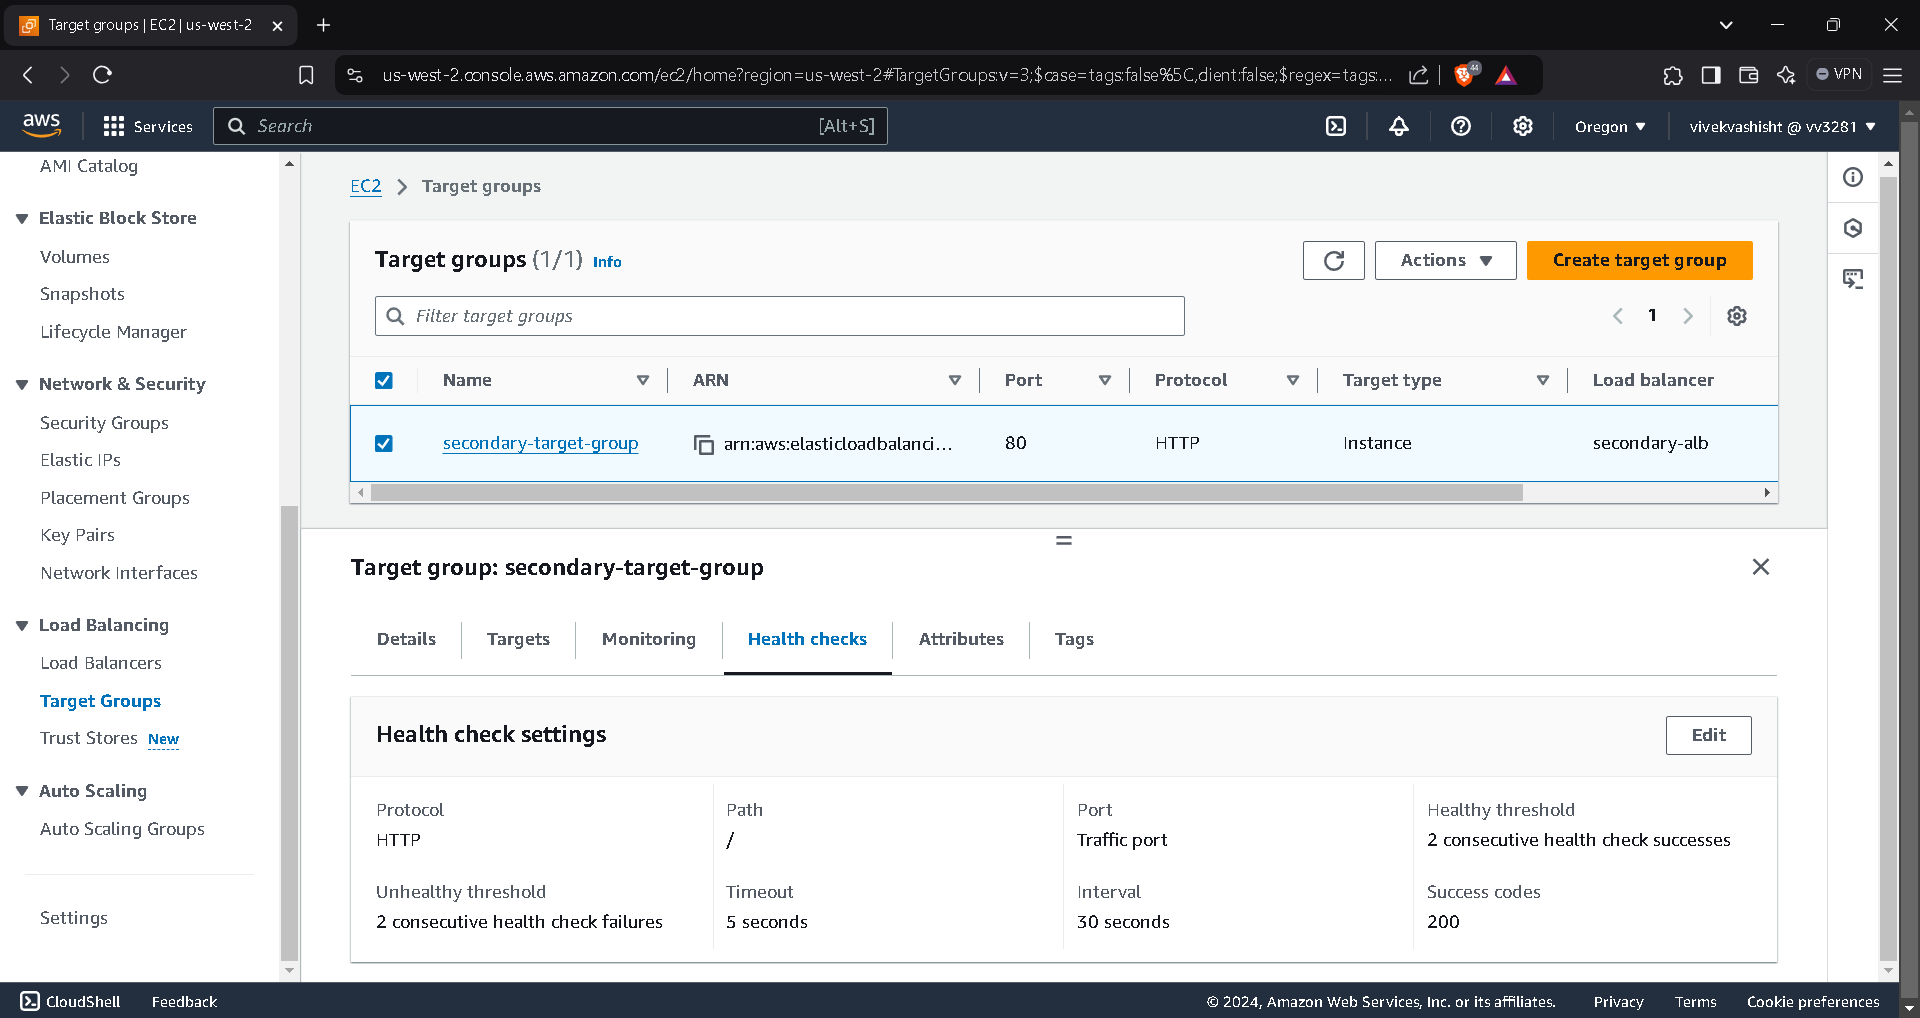 Target groups | EC2 | us-west-2
us-west-2.console.aws.amazon.com/ec2/home?region=us-west-2#TargetGroups:v=3;$case=tags:false%5C,client:false;$regex=tags:...
44
VPN
aws
Services
Search
[Alt+S]
Oregon
vivekvashisht @ vv3281
AMI Catalog
Elastic Block Store
Volumes
Snapshots
Lifecycle Manager
Network & Security
Security Groups
Elastic IPs
Placement Groups
Key Pairs
Network Interfaces
Load Balancing
Load Balancers
Target Groups
Trust Stores New
Auto Scaling
Auto Scaling Groups
Settings
EC2 > Target groups
Target groups (1/1) Info
Actions
Create target group
Filter target groups
1
Name
ARN
Port
Protocol
Target type
Load balancer
secondary-target-group
arn:aws:elasticloadbalanci...
80
HTTP
Instance
secondary-alb
Target group: secondary-target-group
Details
Targets
Monitoring
Health checks
Attributes
Tags
Health check settings
Edit
Protocol
HTTP
Path
/
Port
Traffic port
Healthy threshold
2 consecutive health check successes
Unhealthy threshold
2 consecutive health check failures
Timeout
5 seconds
Interval
30 seconds
Success codes
200
CloudShell
Feedback
© 2024, Amazon Web Services, Inc. or its affiliates.
Privacy
Terms
Cookie preferences